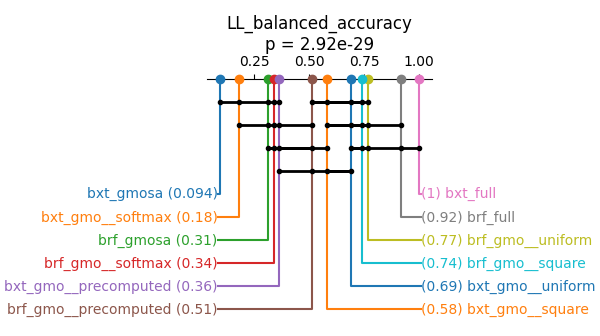 LL_balanced_accuracy
p = 2.92e-29
0.25 0.50 0.75 1.00
bxt_gmosa (0.094)
(1) bxt_full
bxt_gmo__softmax (0.18)
(0.92) brf_full
brf_gmosa (0.31)
(0.77) brf_gmo__uniform
brf_gmo__softmax (0.34)
(0.74) brf_gmo__square
bxt_gmo__precomputed (0.36)
(0.69) bxt_gmo__uniform
brf_gmo__precomputed (0.51)
(0.58) bxt_gmo__square